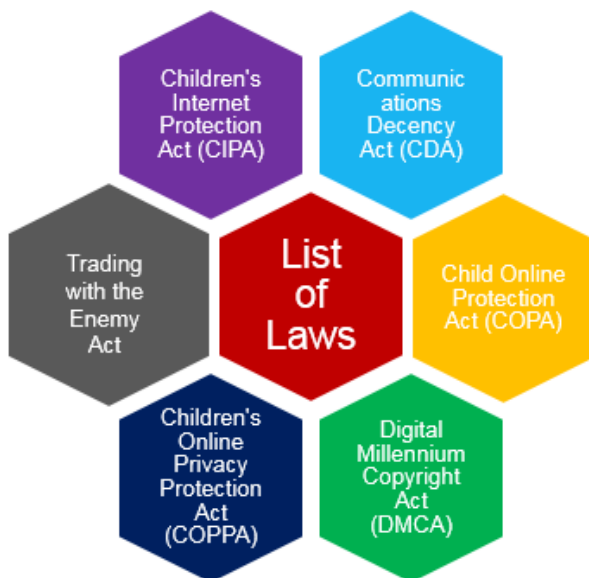 Children's
Internet
Protection
Act (CIPA)
Communic
ations
Decency
Act (CDA)
Trading
with the
Enemy
Act
List
of
Laws
Child Online
Protection
Act (COPA)
Children's
Online
Privacy
Protection
Act
(COPPA)
Digital
Millennium
Copyright
Act
(DMCA)